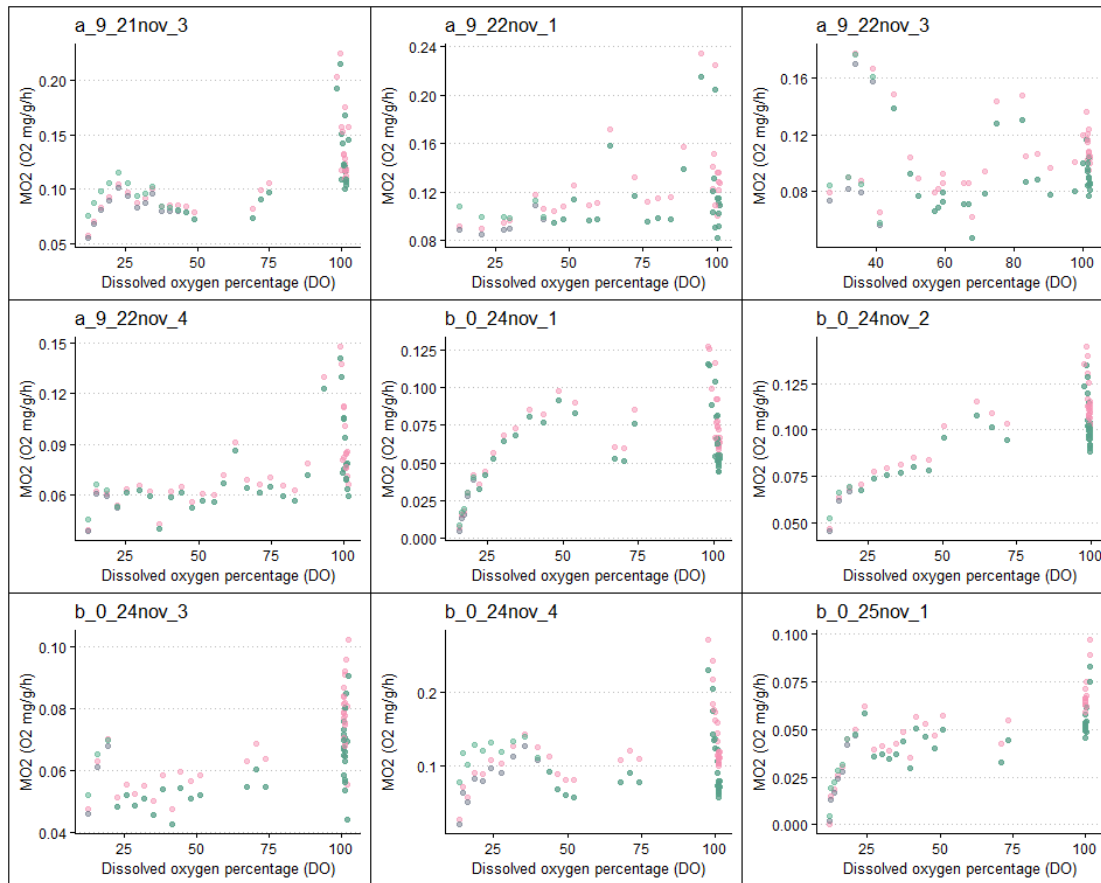 a_9_21nov_3
MO2 (O2 mg/g/h)
0.20
0.15
0.10
0.05
25 50 75 100
Dissolved oxygen percentage (DO)
a_9_22nov_1
MO2 (O2 mg/g/h)
0.24
0.20
0.16
0.12
0.08
25 50 75 100
Dissolved oxygen percentage (DO)
a_9_22nov_3
MO2 (O2 mg/g/h)
0.16
0.12
0.08
40 60 80 100
Dissolved oxygen percentage (DO)
a_9_22nov_4
MO2 (O2 mg/g/h)
0.15
0.12
0.09
0.06
25 50 75 100
Dissolved oxygen percentage (DO)
b_0_24nov_1
MO2 (O2 mg/g/h)
0.125
0.100
0.075
0.050
0.025
0.000
25 50 75 100
Dissolved oxygen percentage (DO)
b_0_24nov_2
MO2 (O2 mg/g/h)
0.125
0.100
0.075
0.050
25 50 75 100
Dissolved oxygen percentage (DO)
b_0_24nov_3
MO2 (O2 mg/g/h)
0.10
0.08
0.06
0.04
25 50 75 100
Dissolved oxygen percentage (DO)
b_0_24nov_4
MO2 (O2 mg/g/h)
0.2
0.1
25 50 75 100
Dissolved oxygen percentage (DO)
b_0_25nov_1
MO2 (O2 mg/g/h)
0.100
0.075
0.050
0.025
0.000
25 50 75 100
Dissolved oxygen percentage (DO)